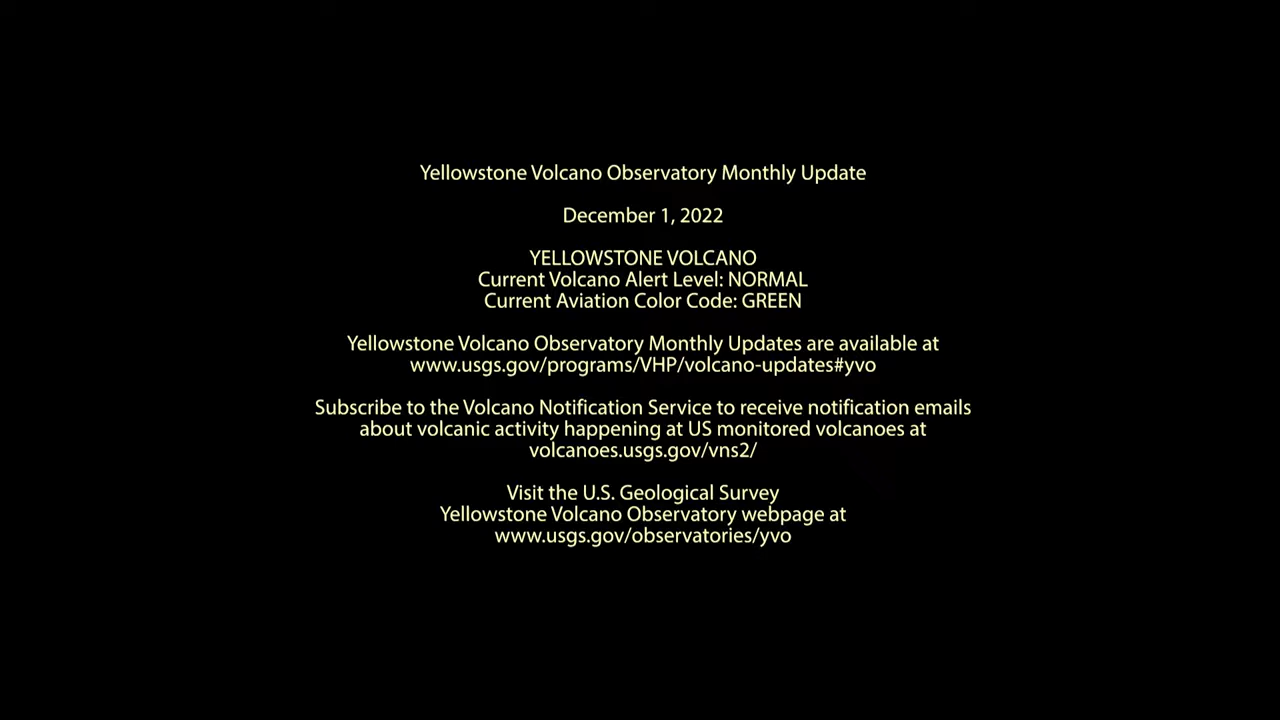 Yellowstone Volcano Observatory Monthly Update
December 1, 2022
YELLOWSTONE VOLCANO
Current Volcano Alert Level: NORMAL
Current Aviation Color Code: GREEN
Yellowstone Volcano Observatory Monthly Updates are available at
www.usgs.gov/programs/VHP/volcano-updates#yvo
Subscribe to the Volcano Notification Service to receive notification emails
about volcanic activity happening at US monitored volcanoes at
volcanoes.usgs.gov/vns2/
Visit the U.S. Geological Survey
Yellowstone Volcano Observatory webpage at
www.usgs.gov/observatories/yvo